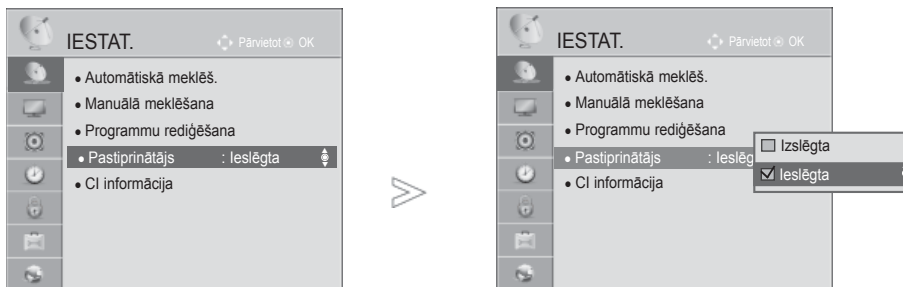 IESTAT.
Pārvietot OK
• Automātiskā meklēš.
• Manuālā meklēšana
• Programmu rediģēšana
• Pastiprinātājs : Ieslēgta
• CI informācija
IESTAT.
Pārvietot OK
• Automātiskā meklēš.
• Manuālā meklēšana
• Programmu rediģēšana
• Pastiprinātājs : Ieslēg
• CI informācija
Izslēgta
Ieslēgta